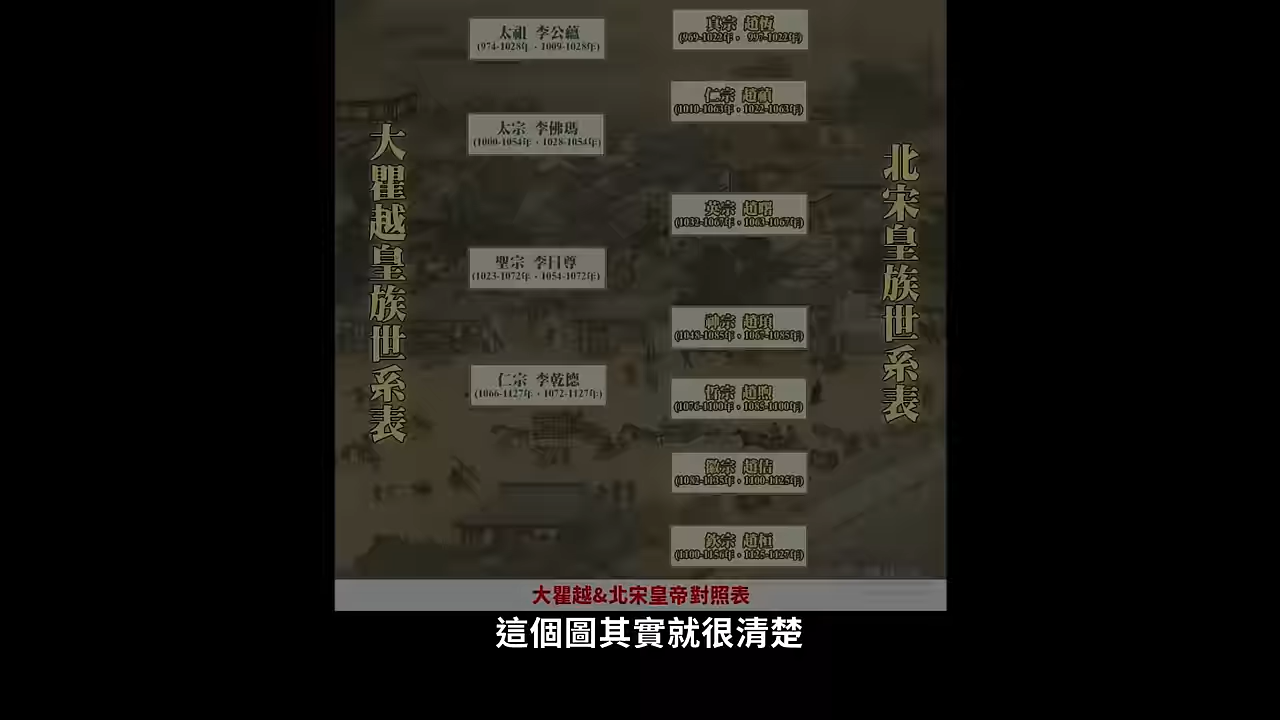 大瞿越皇族世系表
太祖 李公蘊
(974-1028年,1009-1028年)
太宗 李佛瑪
(1000-1054年,1028-1054年)
聖宗 李日尊
(1023-1072年,1054-1072年)
仁宗 李乾德
(1066-1127年,1072-1127年)
真宗 趙恆
(969-1022年,997-1022年)
仁宗 趙禎
(1010-1063年,1022-1063年)
英宗 趙曙
(1032-1067年,1063-1067年)
神宗 趙頊
(1048-1085年,1067-1085年)
哲宗 趙煦
(1076-1100年,1085-1100年)
徽宗 趙佶
(1082-1135年,1100-1125年)
欽宗 趙桓
(1100-1156年,1125-1127年)
北宋皇族世系表
大瞿越&北宋皇帝對照表
這個圖其實就很清楚